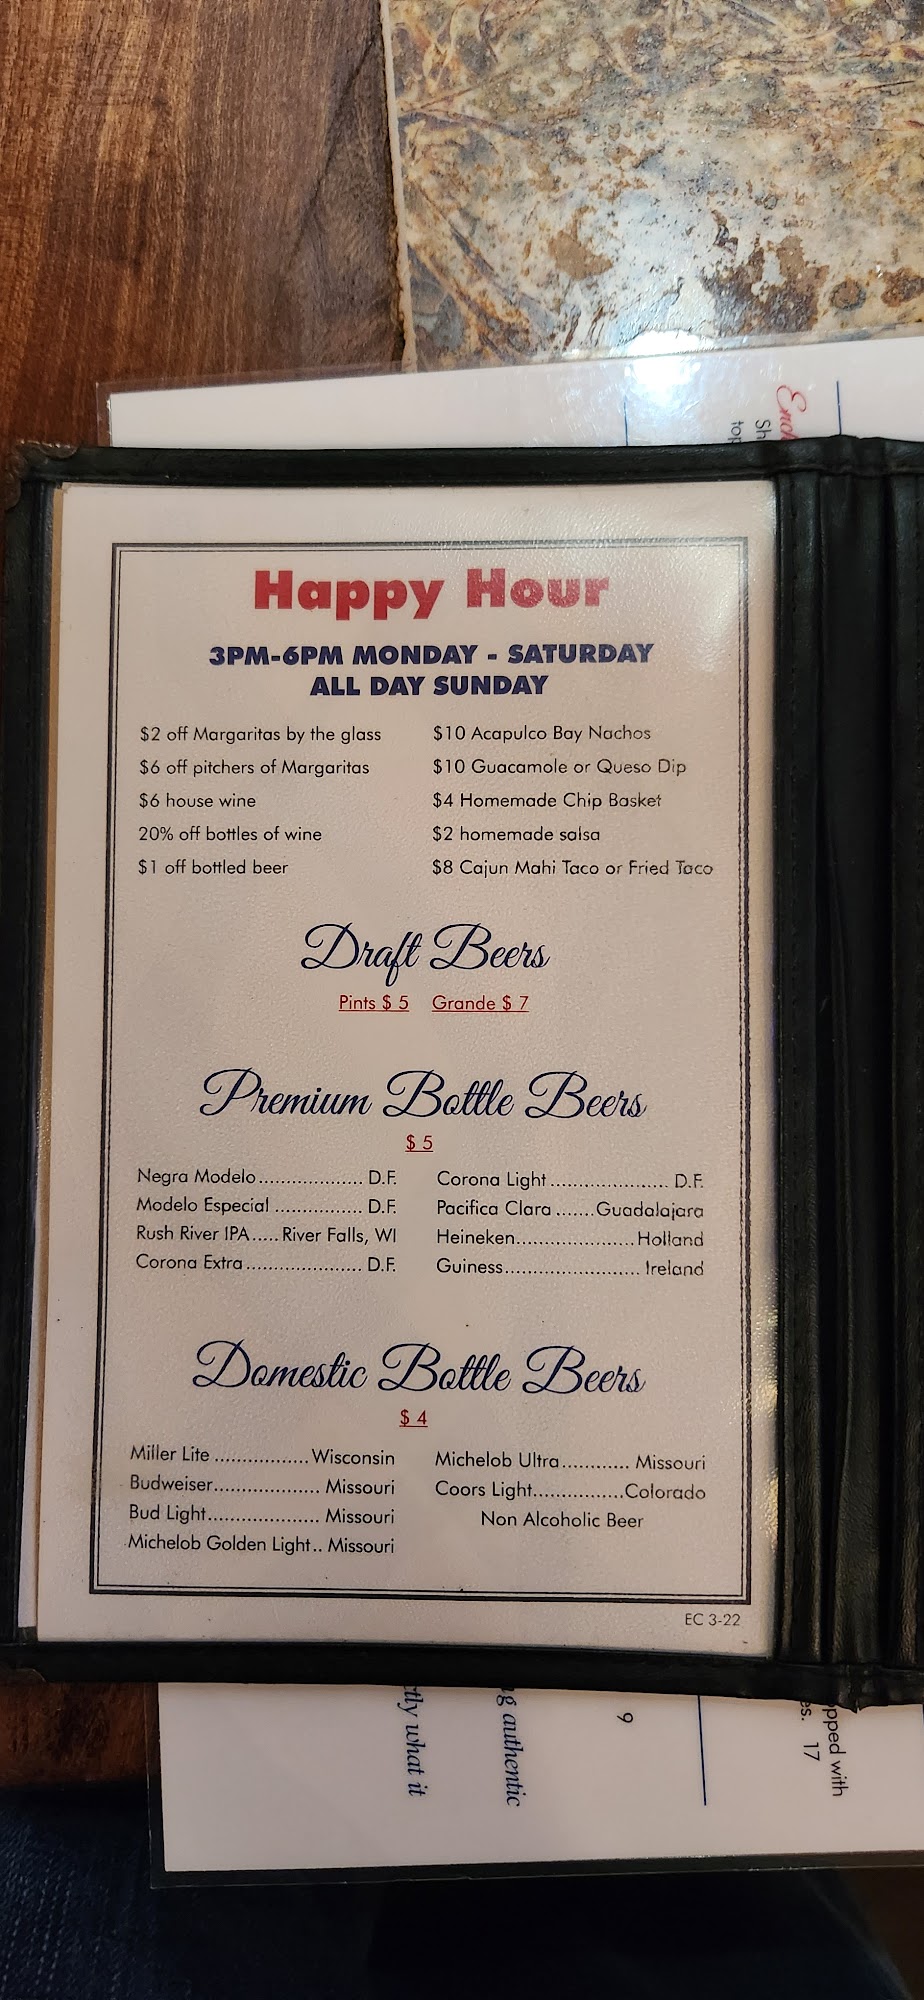 Happy Hour
3PM-6PM MONDAY - SATURDAY
ALL DAY SUNDAY
$2 off Margaritas by the glass
$6 off pitchers of Margaritas
$6 house wine
20% off bottles of wine
$1 off bottled beer
$10 Acapulco Bay Nachos
$10 Guacamole or Queso Dip
$4 Homemade Chip Basket
$2 homemade salsa
$8 Cajun Mahi Taco or Fried Taco
Draft Beers
Pints $ 5 Grande $ 7
Premium Bottle Beers
$ 5
Negra Modelo................... D.F.
Modelo Especial ................ D.F.
Rush River IPA..... River Falls, WI
Corona Extra..................... D.F.
Corona Light..................... D.F.
Pacifica Clara .......Guadalajara
Heineken......................Holland
Guiness......................... Ireland
Domestic Bottle Beers
$ 4
Miller Lite .................Wisconsin
Budweiser................... Missouri
Bud Light.................... Missouri
Michelob Golden Light.. Missouri
Michelob Ultra............ Missouri
Coors Light................Colorado
Non Alcoholic Beer
EC 3-22
authentic
what it
9
with
17